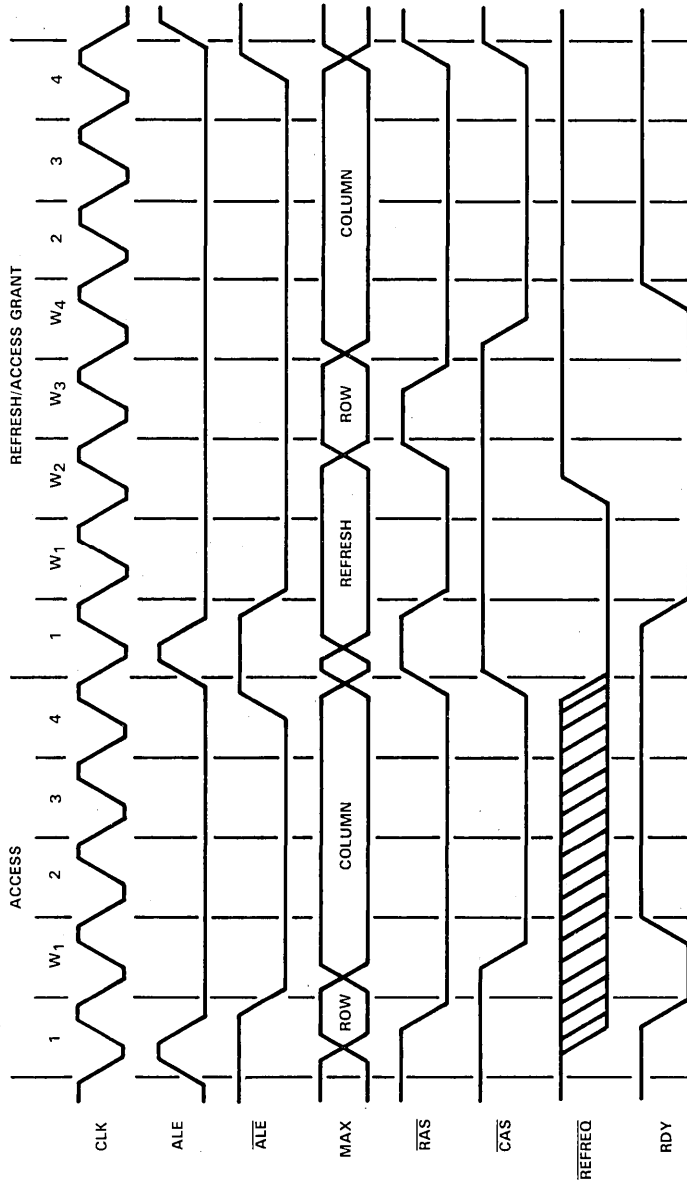 ACCESS
REFRESH/ACCESS GRANT
1 W1 2 3 4 1 W1 W2 W3 W4 2 3 4
CLK
ALE
ALE
MAX ROW COLUMN REFRESH ROW COLUMN
RAS
CAS
REFREQ
RDY